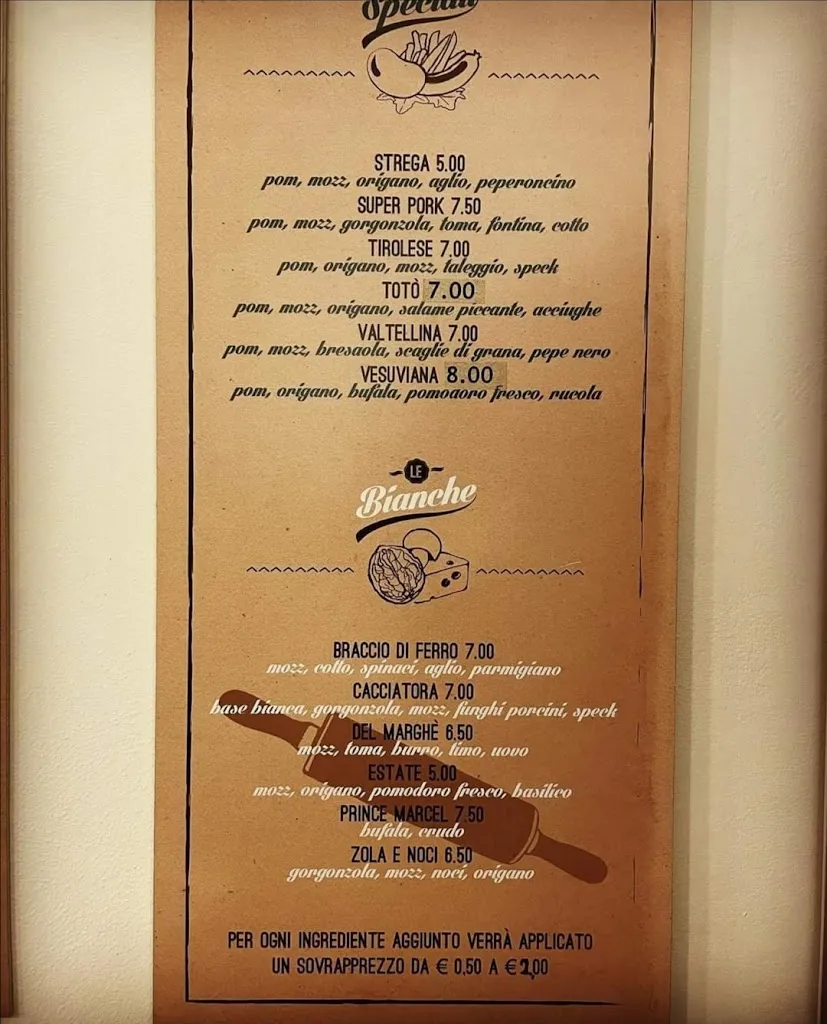 Speciali
STREGA 5.00
pom, mozz, origano, aglio, peperoncino
SUPER PORK 7.50
pom, mozz, gorgonzola, toma, fontina, cotto
TIROLESE 7.00
pom, origano, mozz, taleggio, speck
TOTÒ 7.00
pom, mozz, origano, salame piccante, acciughe
VALTELLINA 7.00
pom, mozz, bresaola, scaglie di grana, pepe nero
VESUVIANA 8.00
pom, origano, bufala, pomodoro fresco, rucola
LE
Bianche
BRACCIO DI FERRO 7.00
mozz, cotto, spinaci, aglio, parmigiano
CACCIATORA 7.00
base bianca, gorgonzola, mozz, funghi porcini, speck
DEL MARGHÈ 6.50
mozz, toma, burro, timo, uovo
ESTATE 5.00
mozz, origano, pomodoro fresco, basilico
PRINCE MARCEL 7.50
bufala, crudo
ZOLA E NOCI 6.50
gorgonzola, mozz, noci, origano
PER OGNI INGREDIENTE AGGIUNTO VERRÀ APPLICATO
UN SOVRAPPREZZO DA € 0,50 A € 2,00